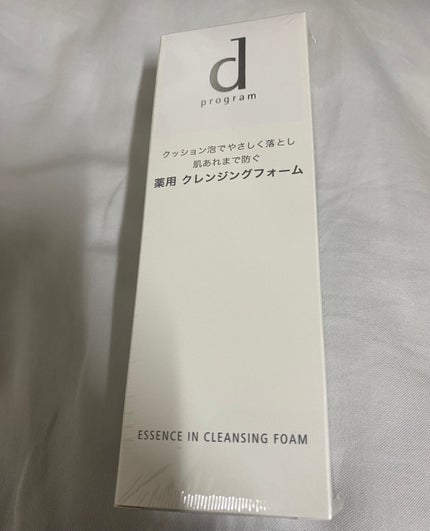 d
program
クッション泡でやさしく落とし
肌あれまで防ぐ
薬用 クレンジングフォーム
ESSENCE IN CLEANSING FOAM